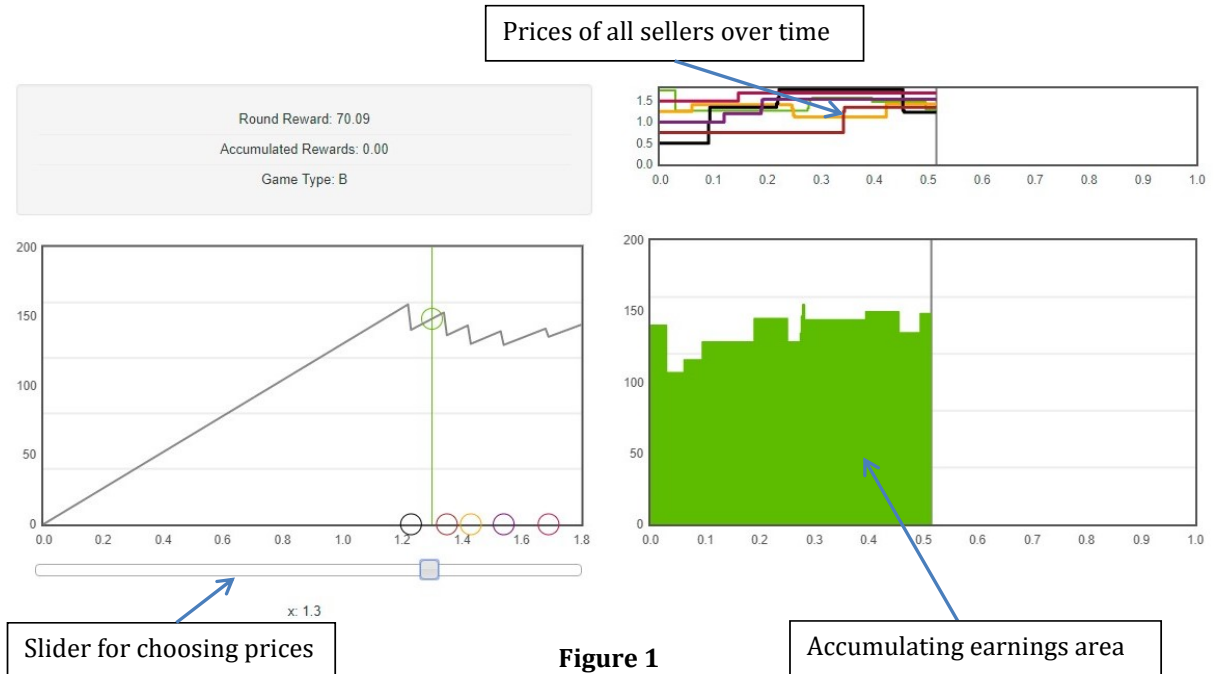 Prices of all sellers over time
Round Reward: 70.09
Accumulated Rewards: 0.00
Game Type: B
1.5
1.0
0.5
0.0
0.0 0.1 0.2 0.3 0.4 0.5 0.6 0.7 0.8 0.9 1.0
200
150
100
50
0
0.0 0.2 0.4 0.6 0.8 1.0 1.2 1.4 1.6 1.8
200
150
100
50
0
0.0 0.1 0.2 0.3 0.4 0.5 0.6 0.7 0.8 0.9 1.0
x: 1.3
Slider for choosing prices
Accumulating earnings area
Figure 1